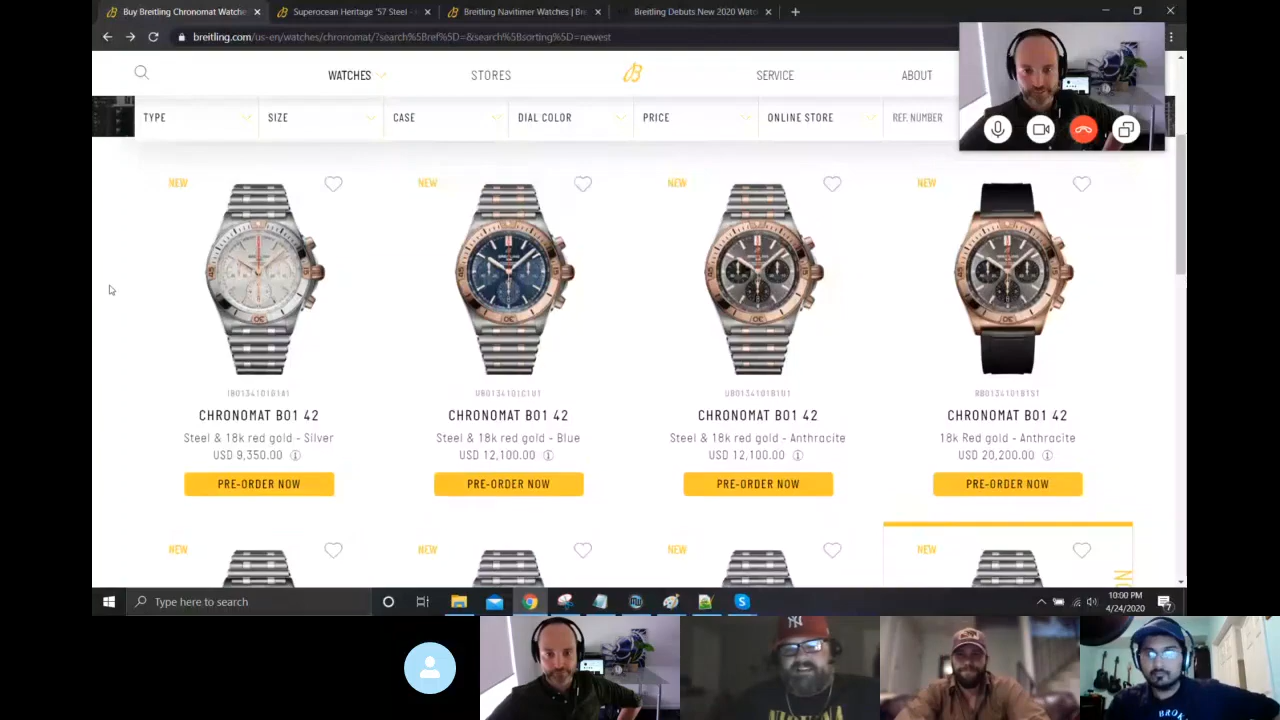 Buy Breitling Chronomat Watche
Superocean Heritage '57 Steel -
Breitling Navitimer Watches | Br
Breitling Debuts New 2020 Wat
breitling.com/us-en/watches/chromomat/?search%5Bref%5D=&search%5Bsorting%5D=newest
WATCHES
STORES
SERVICE
ABOUT
TYPE
SIZE
CASE
DIAL COLOR
PRICE
ONLINE STORE
REF. NUMBER
NEW
NEW
NEW
NEW
CHRONOMAT B01 42
CHRONOMAT B01 42
CHRONOMAT B01 42
CHRONOMAT B01 42
Steel & 18k red gold - Silver
Steel & 18k red gold - Blue
Steel & 18k red gold - Anthracite
18k Red gold - Anthracite
USD 9,350.00
USD 12,100.00
USD 12,100.00
USD 20,200.00
PRE-ORDER NOW
PRE-ORDER NOW
PRE-ORDER NOW
PRE-ORDER NOW
NEW
NEW
NEW
NEW
NO
Type here to search
10:00 PM
4/24/2020